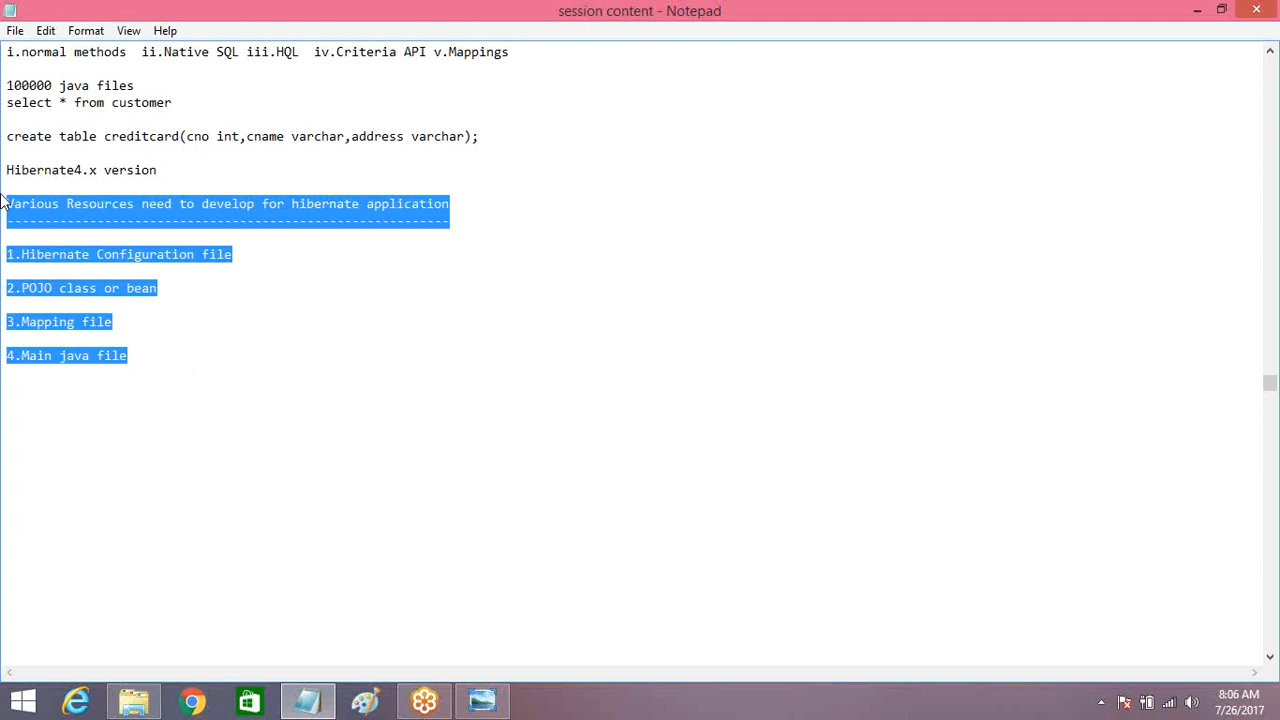 session content - Notepad
File Edit Format View Help
i.normal methods  ii.Native SQL iii.HQL  iv.Criteria API v.Mappings
100000 java files
select * from customer
create table creditcard(cno int,cname varchar,address varchar);
Hibernate4.x version
Various Resources need to develop for hibernate application
-----------------------------------------------------------
1.Hibernate Configuration file
2.POJO class or bean
3.Mapping file
4.Main java file
8:06 AM
7/26/2017